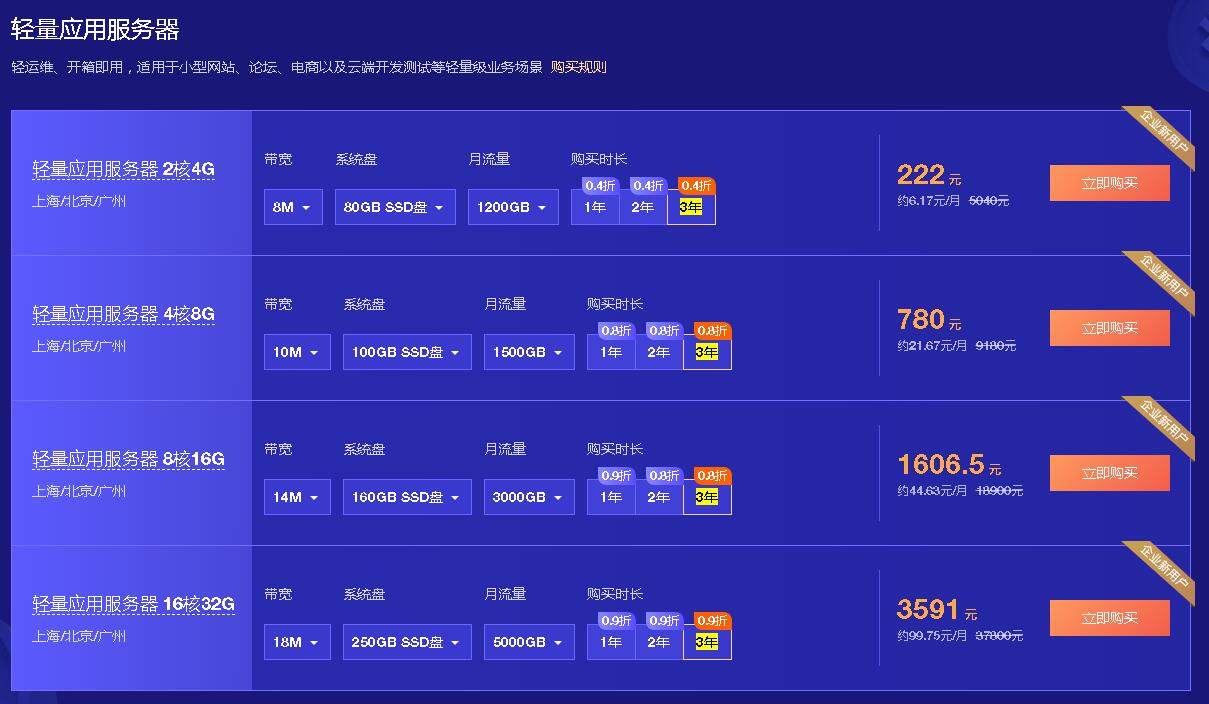 轻量应用服务器
轻运维、开箱即用，适用于小型网站、论坛、电商以及云端开发测试等轻量级业务场景 购买规则
企业新用户
轻量应用服务器 2核4G
上海/北京/广州
带宽 系统盘 月流量 购买时长
0.4折 0.4折 0.4折
8M 80GB SSD盘 1200GB 1年 2年 3年
222 元
约6.17元/月 5040元
立即购买
企业新用户
轻量应用服务器 4核8G
上海/北京/广州
带宽 系统盘 月流量 购买时长
0.8折 0.8折 0.8折
10M 100GB SSD盘 1500GB 1年 2年 3年
780 元
约21.67元/月 9180元
立即购买
企业新用户
轻量应用服务器 8核16G
上海/北京/广州
带宽 系统盘 月流量 购买时长
0.9折 0.8折 0.8折
14M 160GB SSD盘 3000GB 1年 2年 3年
1606.5 元
约44.63元/月 18900元
立即购买
企业新用户
轻量应用服务器 16核32G
上海/北京/广州
带宽 系统盘 月流量 购买时长
0.9折 0.9折 0.9折
18M 250GB SSD盘 5000GB 1年 2年 3年
3591 元
约99.75元/月 37800元
立即购买